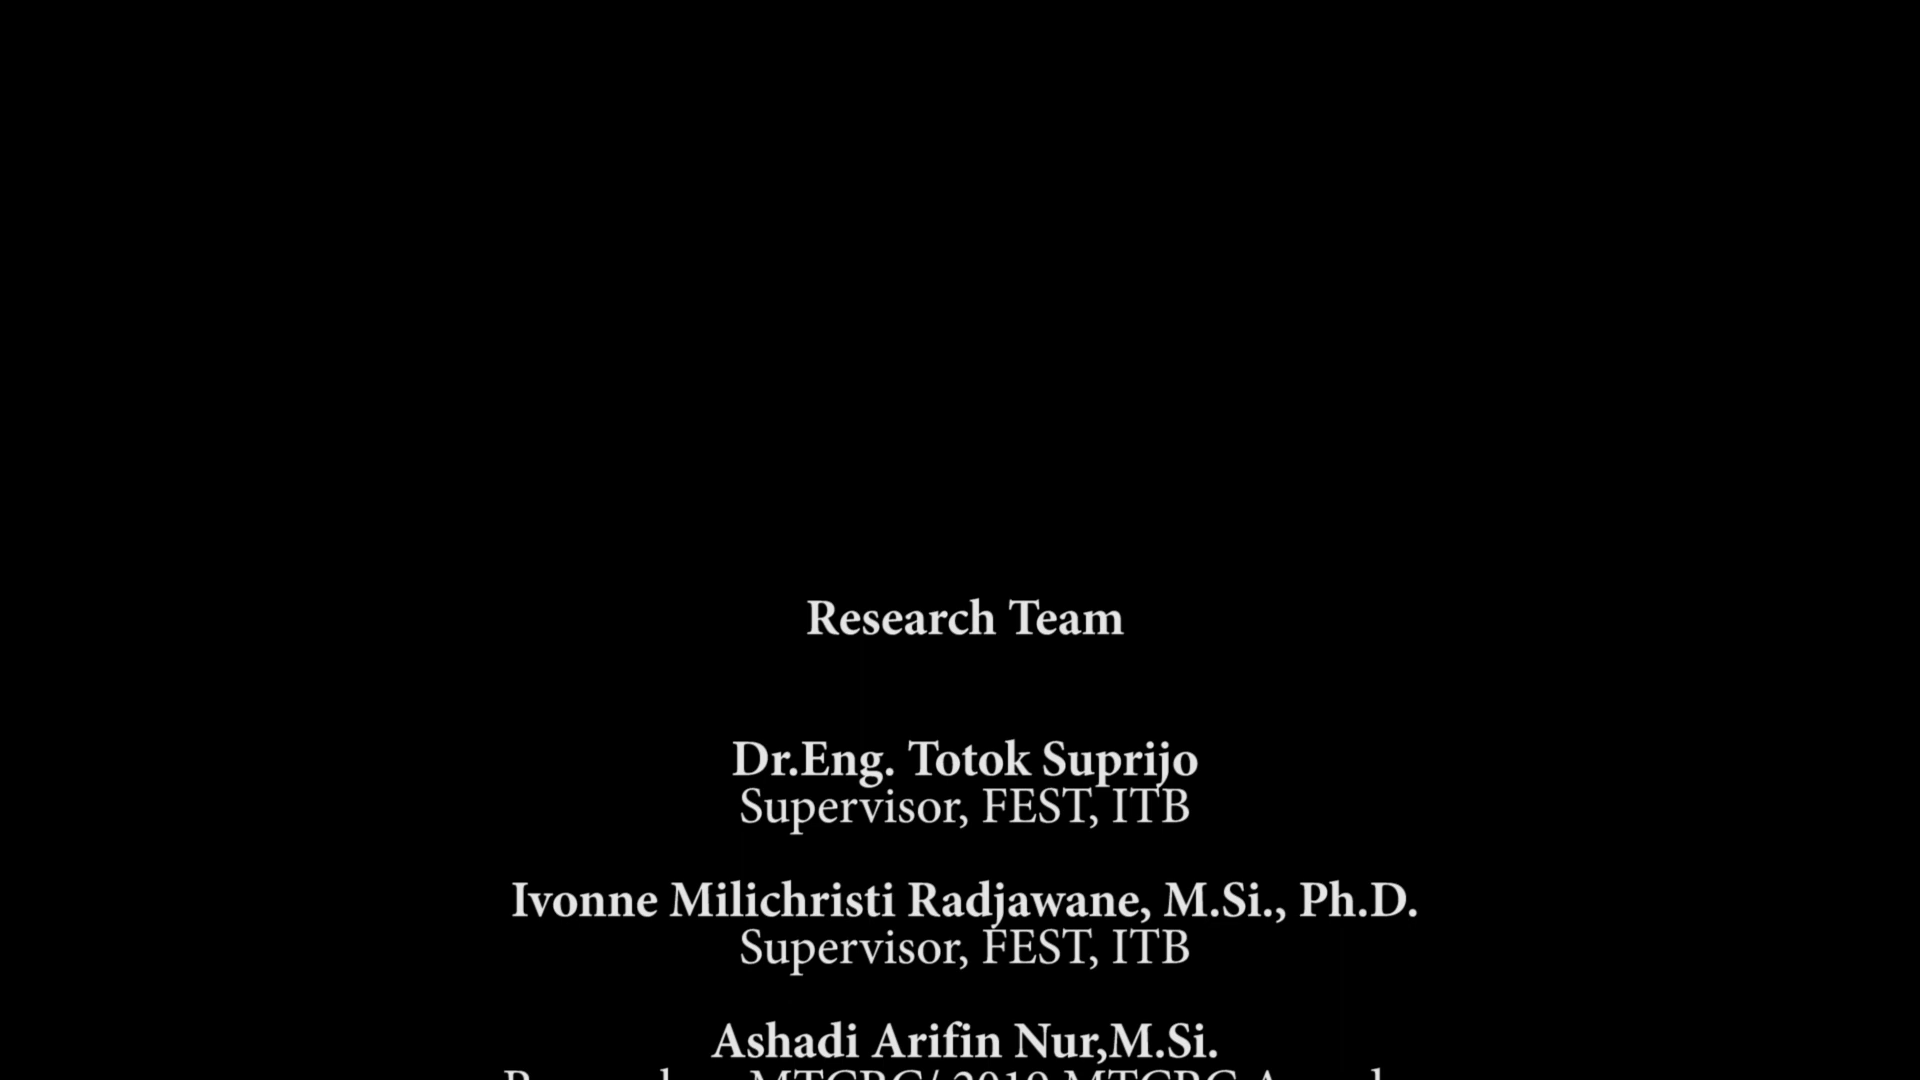 Research Team
Dr.Eng. Totok Suprijo
Supervisor, FEST, ITB
Ivonne Milichristi Radjawane, M.Si., Ph.D.
Supervisor, FEST, ITB
Ashadi Arifin Nur,M.Si.